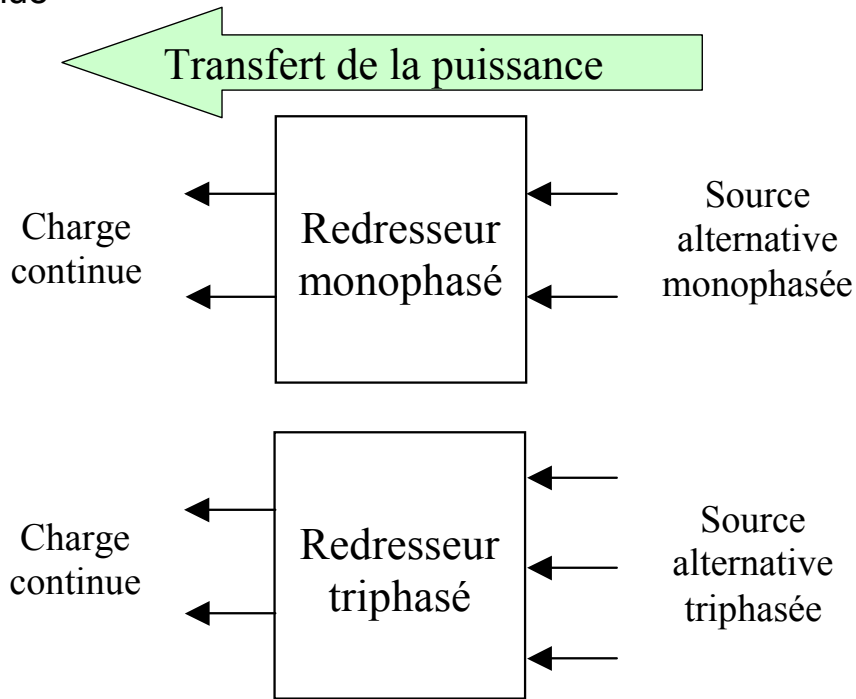 Transfert de la puissance
Charge
continue
Redresseur
monophasé
Source
alternative
monophasée
Charge
continue
Redresseur
triphasé
Source
alternative
triphasée